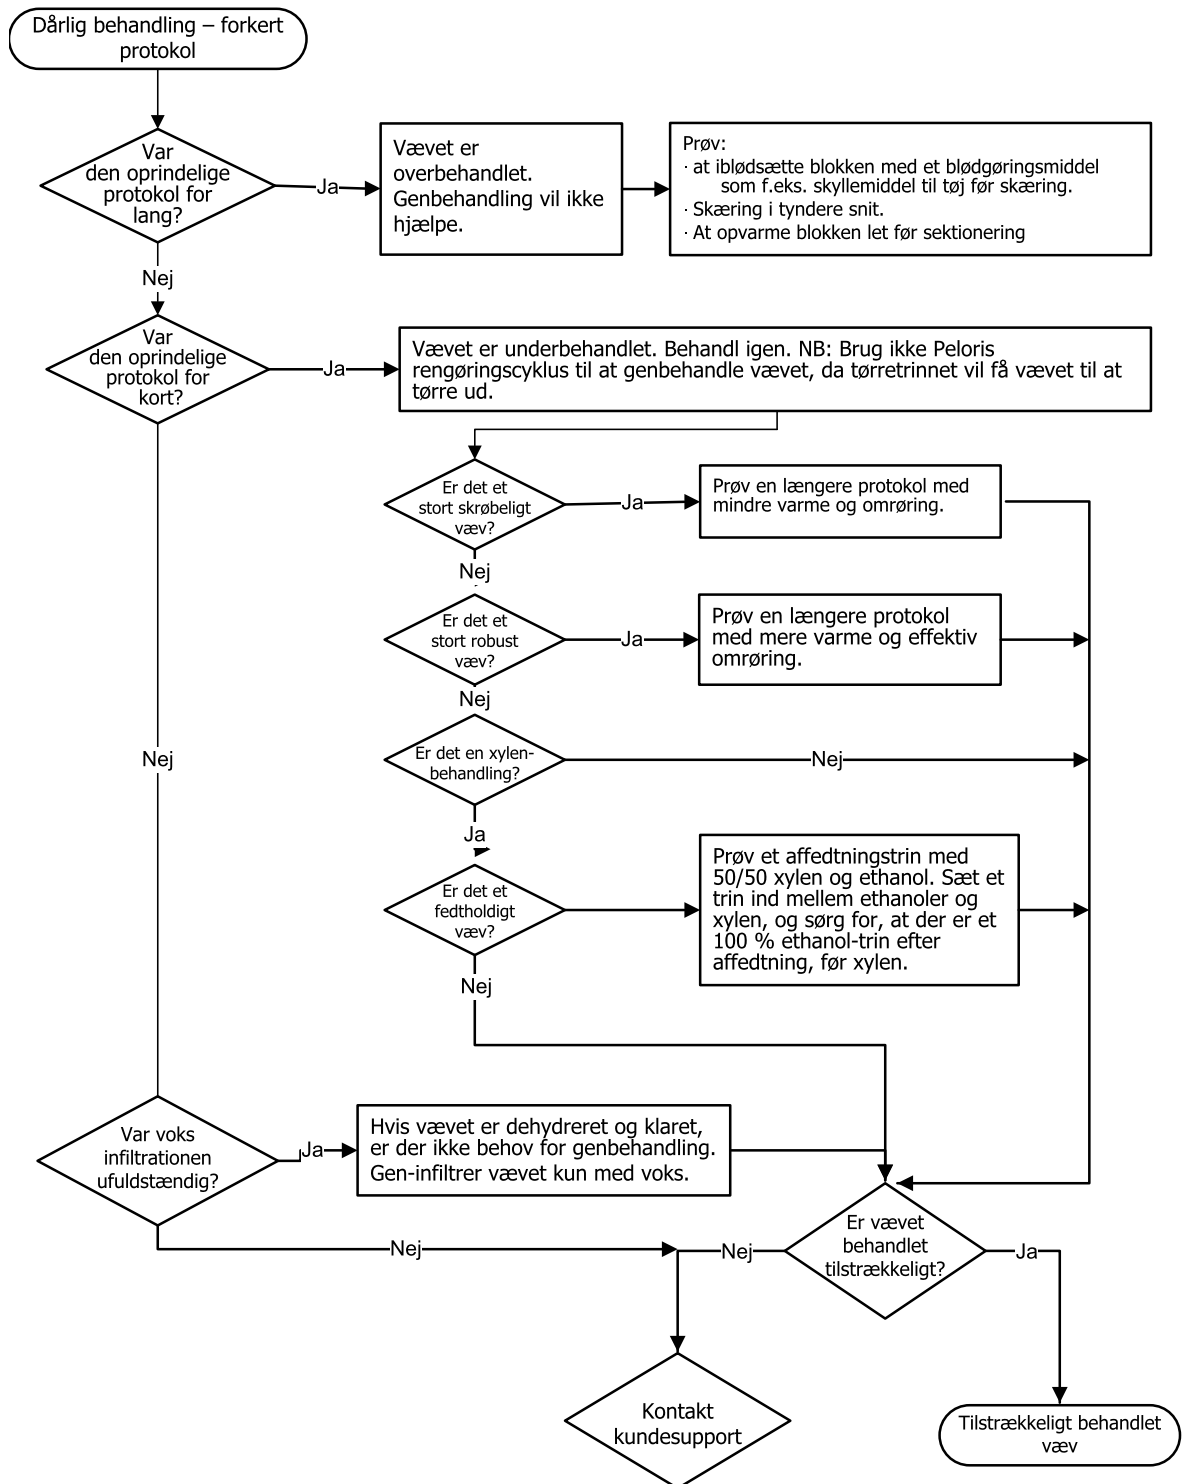 Dårlig behandling – forkert
protokol
Var
den oprindelige
protokol for
lang?
Ja
Vævet er
overbehandlet.
Genbehandling vil ikke
hjælpe.
Prøv:
· at iblødsætte blokken med et blødgøringsmiddel
som f.eks. skyllemiddel til tøj før skæring.
· Skæring i tyndere snit.
· At opvarme blokken let før sektionering
Nej
Var
den oprindelige
protokol for
kort?
Ja
Vævet er underbehandlet. Behandl igen. NB: Brug ikke Peloris
rengøringscyklus til at genbehandle vævet, da tørretrinnet vil få vævet til at
tørre ud.
Er det et
stort skrøbeligt
væv?
Ja
Prøv en længere protokol med
mindre varme og omrøring.
Nej
Er det et
stort robust
væv?
Ja
Prøv en længere protokol
med mere varme og effektiv
omrøring.
Nej
Er det en xylen-
behandling?
Nej
Nej
Ja
Er det et
fedtholdigt
væv?
Prøv et affedtningstrin med
50/50 xylen og ethanol. Sæt et
trin ind mellem ethanoler og
xylen, og sørg for, at der er et
100 % ethanol-trin efter
affedtning, før xylen.
Nej
Var voks
infiltrationen
ufuldstændig?
Ja
Hvis vævet er dehydreret og klaret,
er der ikke behov for genbehandling.
Gen-infiltrer vævet kun med voks.
Nej
Er vævet
behandlet
tilstrækkeligt?
Nej
Ja
Kontakt
kundesupport
Tilstrækkeligt behandlet
væv